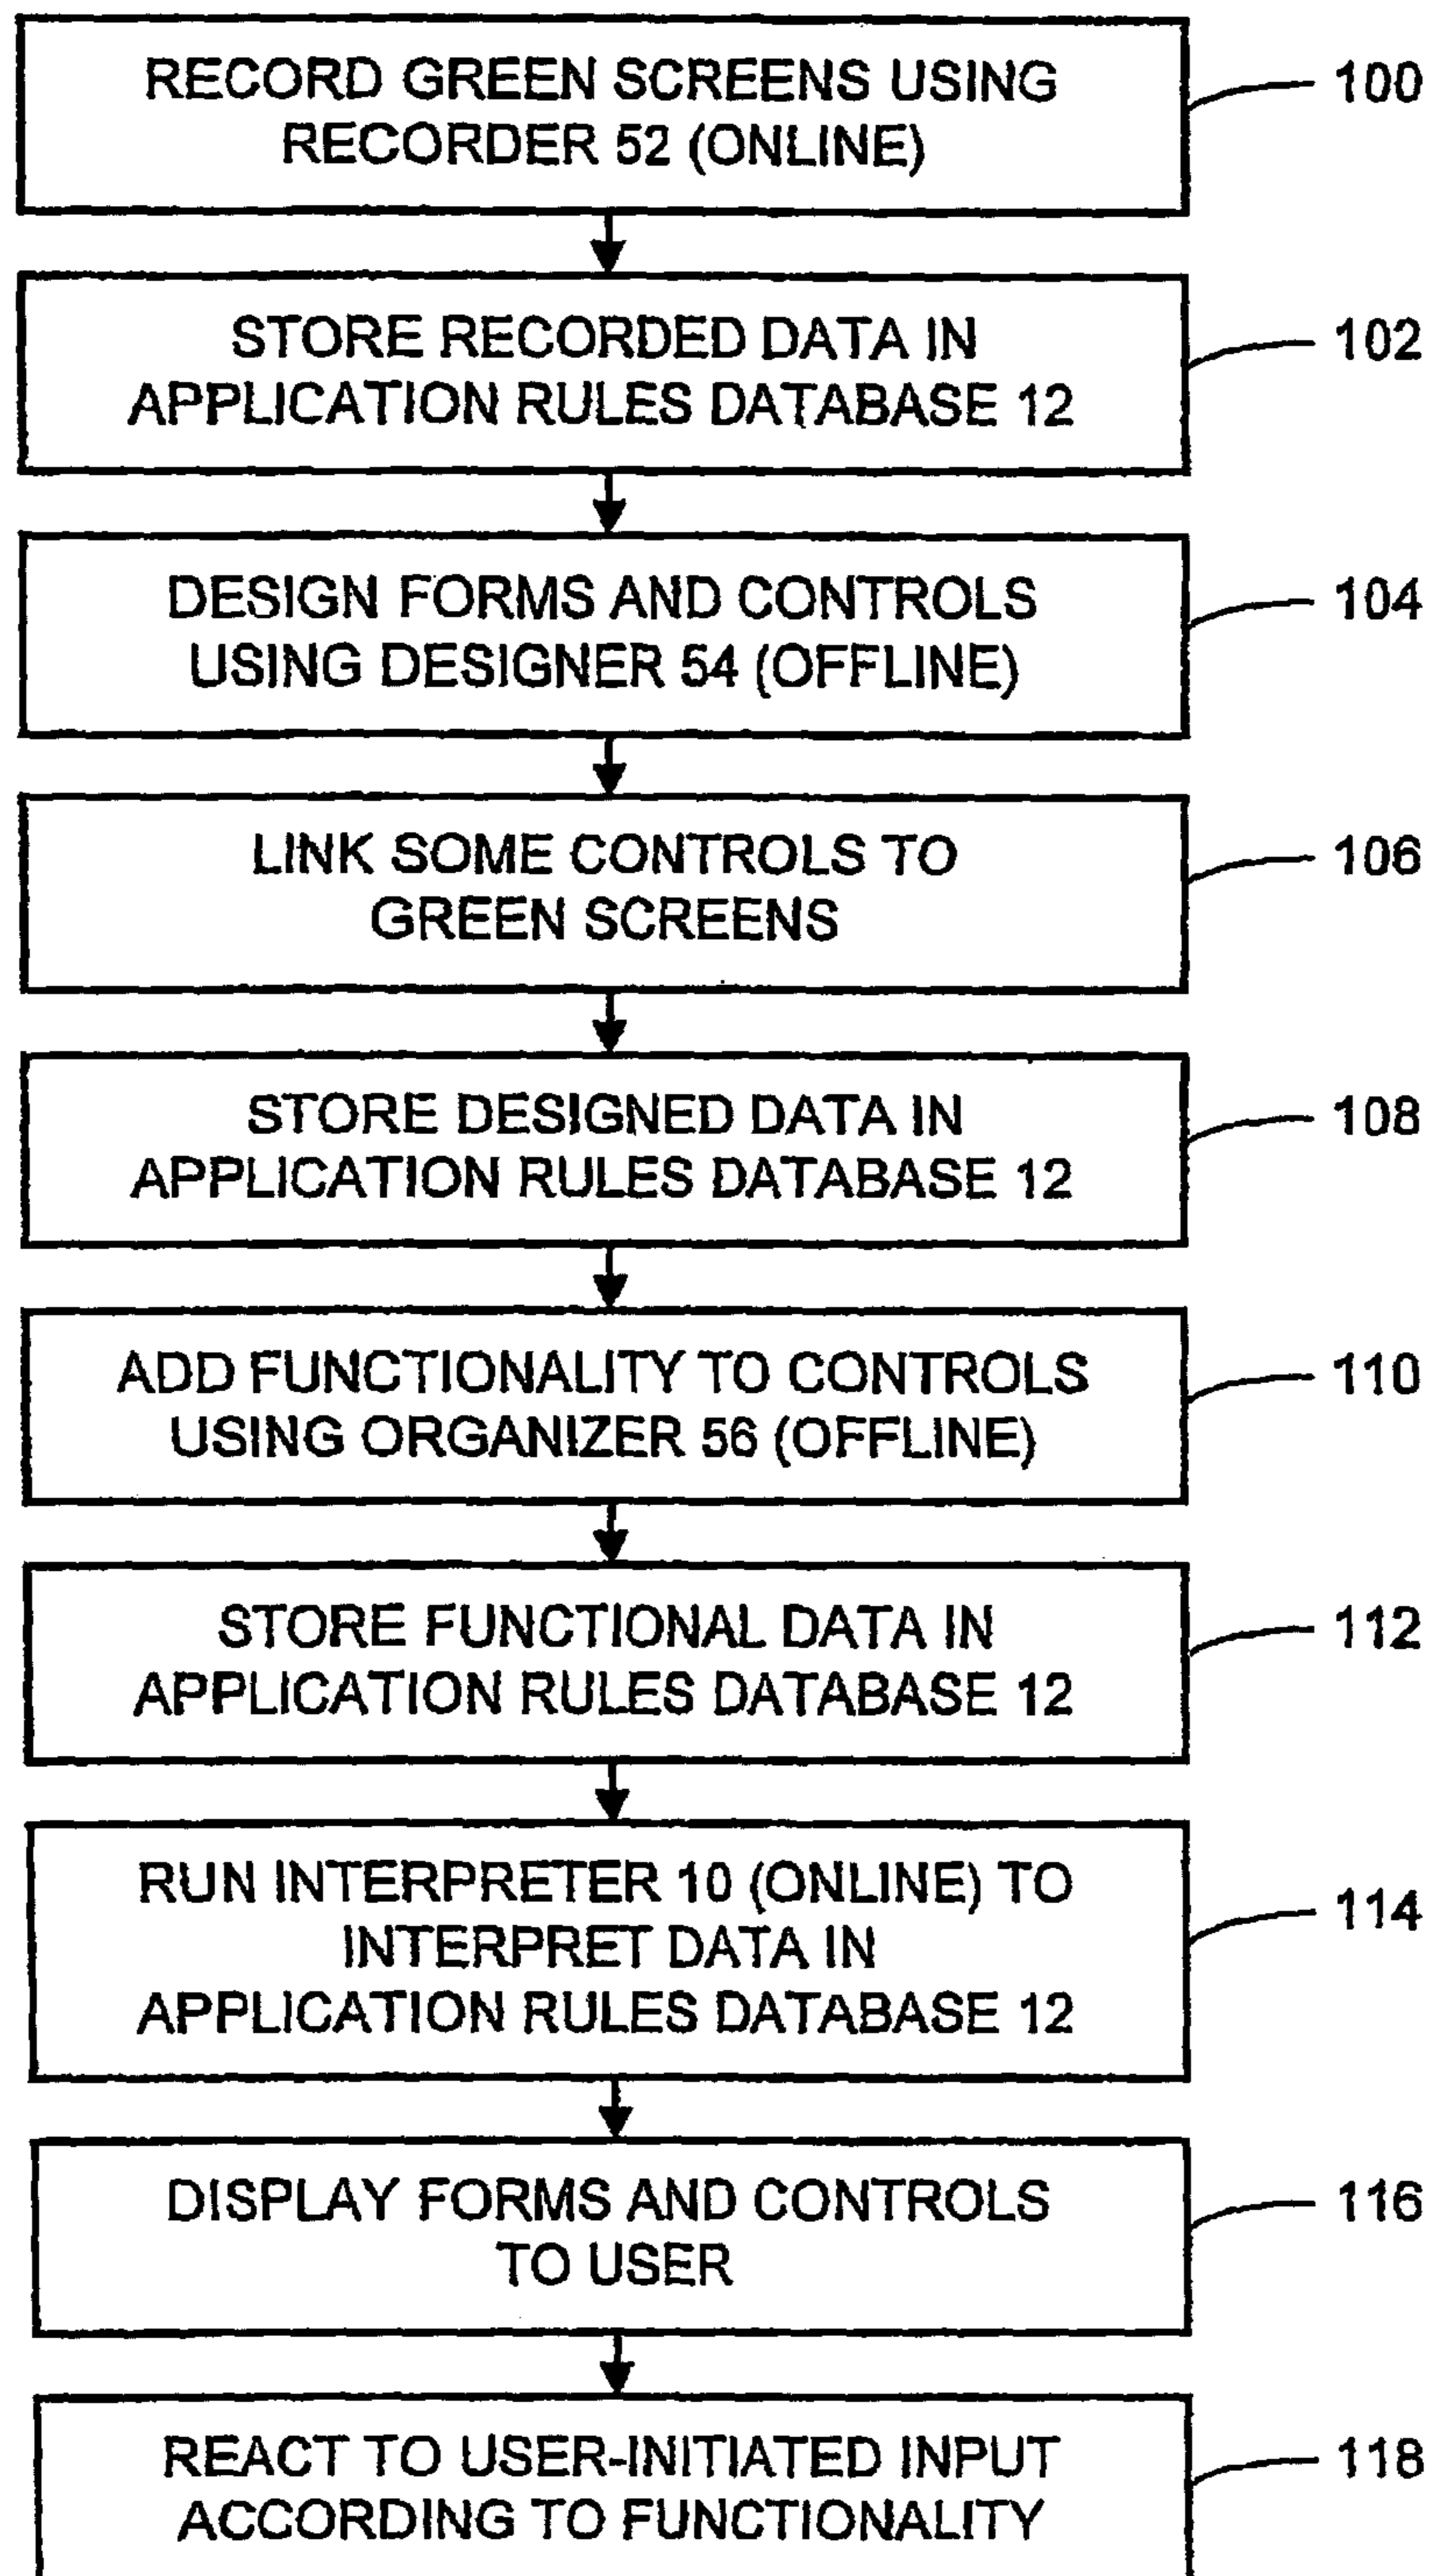 RECORD GREEN SCREENS USING
RECORDER 52 (ONLINE)
100
STORE RECORDED DATA IN
APPLICATION RULES DATABASE 12
102
DESIGN FORMS AND CONTROLS
USING DESIGNER 54 (OFFLINE)
104
LINK SOME CONTROLS TO
GREEN SCREENS
106
STORE DESIGNED DATA IN
APPLICATION RULES DATABASE 12
108
ADD FUNCTIONALITY TO CONTROLS
USING ORGANIZER 56 (OFFLINE)
110
STORE FUNCTIONAL DATA IN
APPLICATION RULES DATABASE 12
112
RUN INTERPRETER 10 (ONLINE) TO
INTERPRET DATA IN
APPLICATION RULES DATABASE 12
114
DISPLAY FORMS AND CONTROLS
TO USER
116
REACT TO USER-INITIATED INPUT
ACCORDING TO FUNCTIONALITY
118